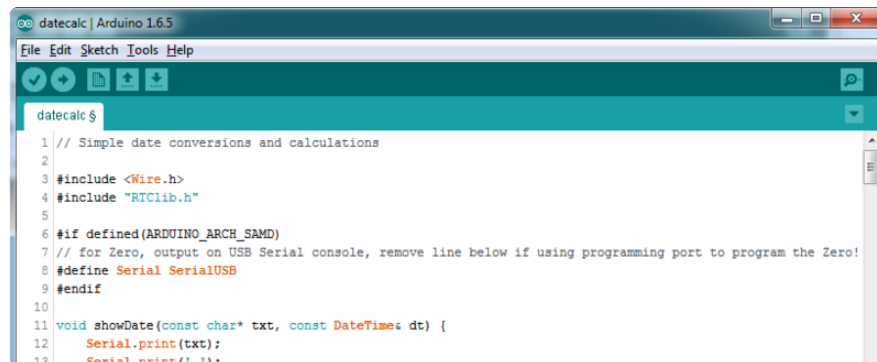 datecalc | Arduino 1.6.5
File Edit Sketch Tools Help
datecalc §
1 // Simple date conversions and calculations
2
3 #include <Wire.h>
4 #include "RTClib.h"
5
6 #if defined(ARDUINO_ARCH_SAMD)
7 // for Zero, output on USB Serial console, remove line below if using programming port to program the Zero!
8 #define Serial SerialUSB
9 #endif
10
11 void showDate(const char* txt, const DateTime& dt) {
12     Serial.print(txt);
13     Serial.print(' ');